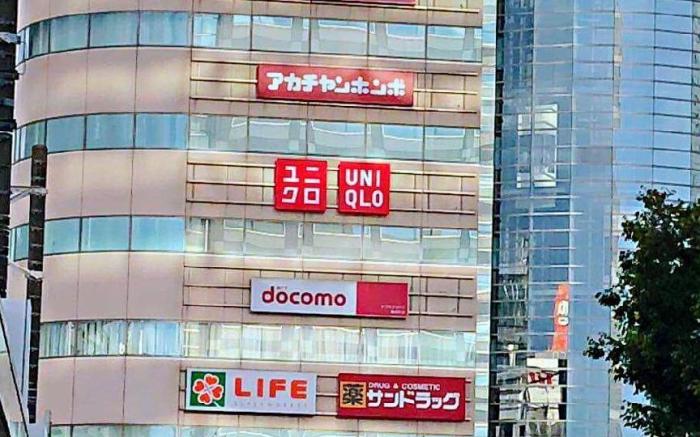 アカチャンホンポ
ユニ
クロ
UNI
QLO
docomo
LIFE
DRUG & COSMETIC
薬 サンドラッグ